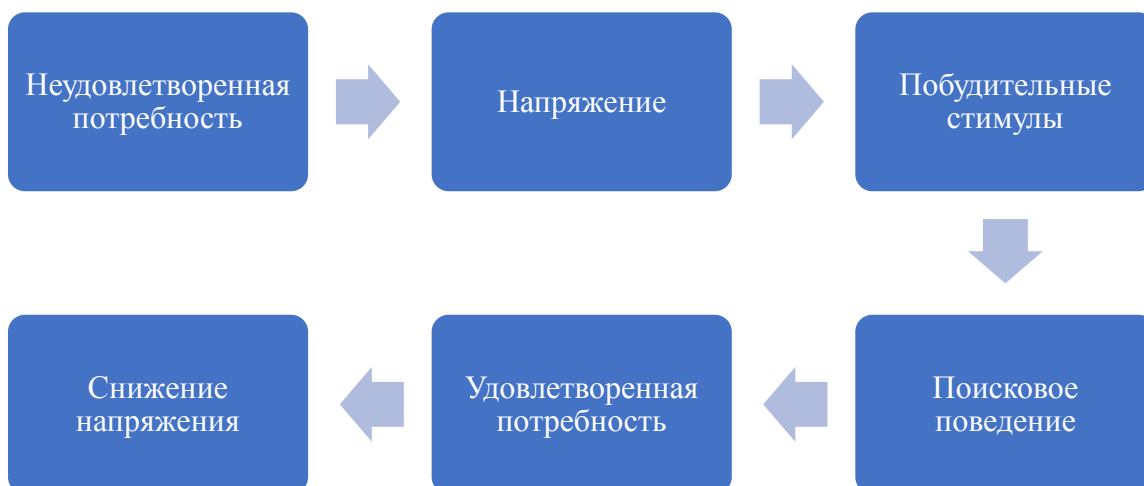 Неудовлетворенная
потребность
Напряжение
Побудительные
стимулы
Поисковое
поведение
Удовлетворенная
потребность
Снижение
напряжения